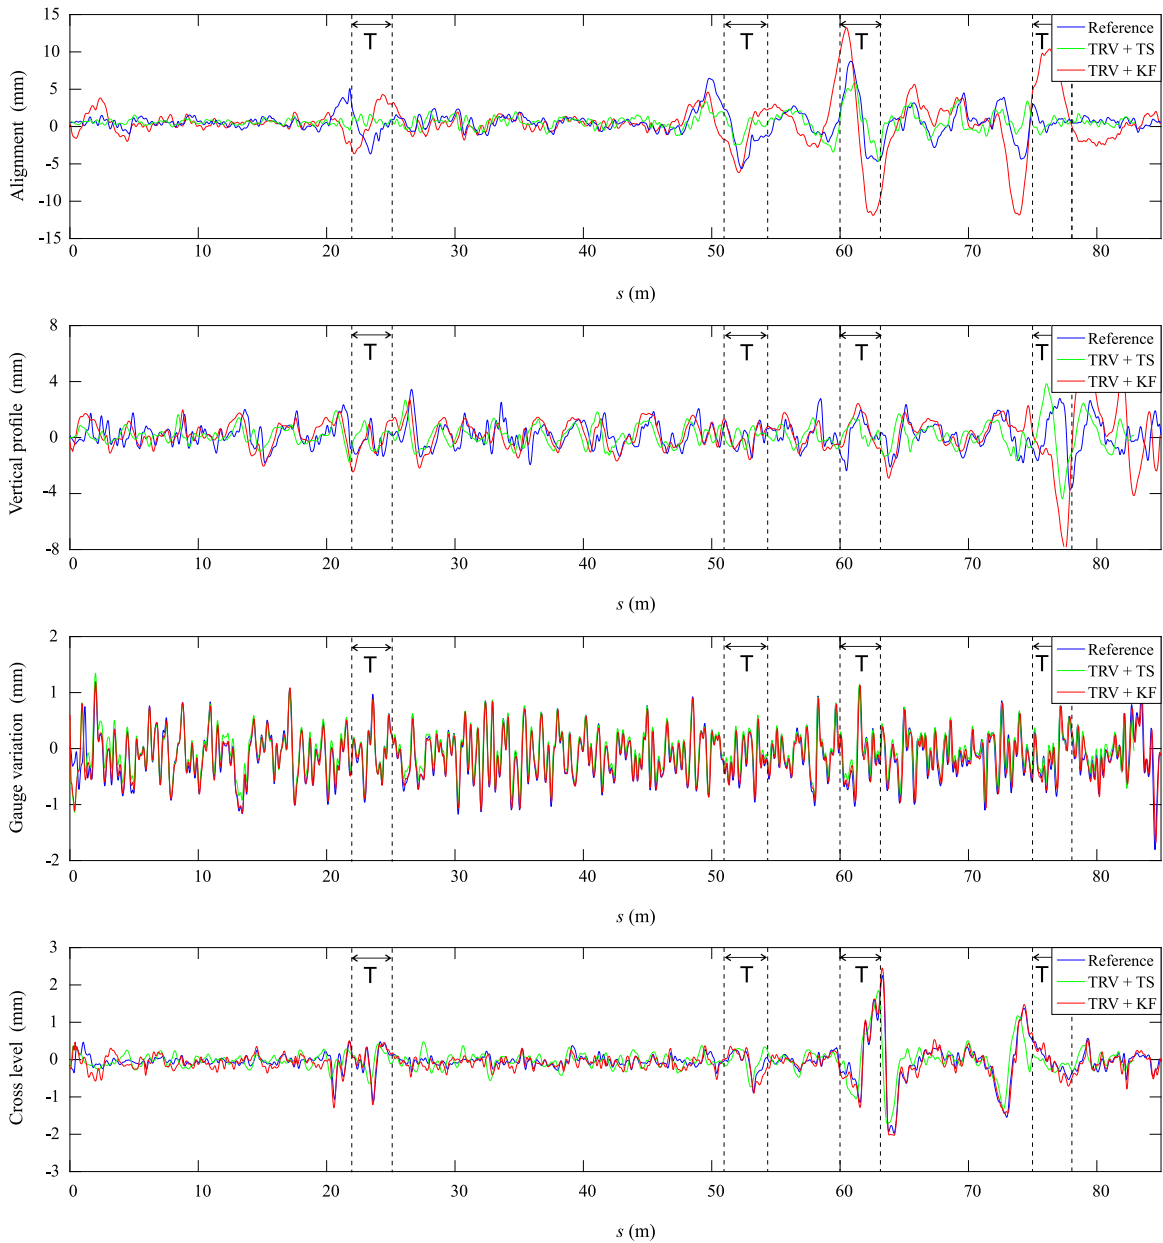 15
10
5
0
-5
-10
-15
Alignment (mm)
T T T T
Reference
TRV + TS
TRV + KF
0 10 20 30 40 50 60 70 80
s (m)
8
4
0
-4
-8
Vertical profile (mm)
T T T T
Reference
TRV + TS
TRV + KF
0 10 20 30 40 50 60 70 80
s (m)
2
1
0
-1
-2
Gauge variation (mm)
T T T T
Reference
TRV + TS
TRV + KF
0 10 20 30 40 50 60 70 80
s (m)
3
2
1
0
-1
-2
-3
Cross level (mm)
T T T T
Reference
TRV + TS
TRV + KF
0 10 20 30 40 50 60 70 80
s (m)